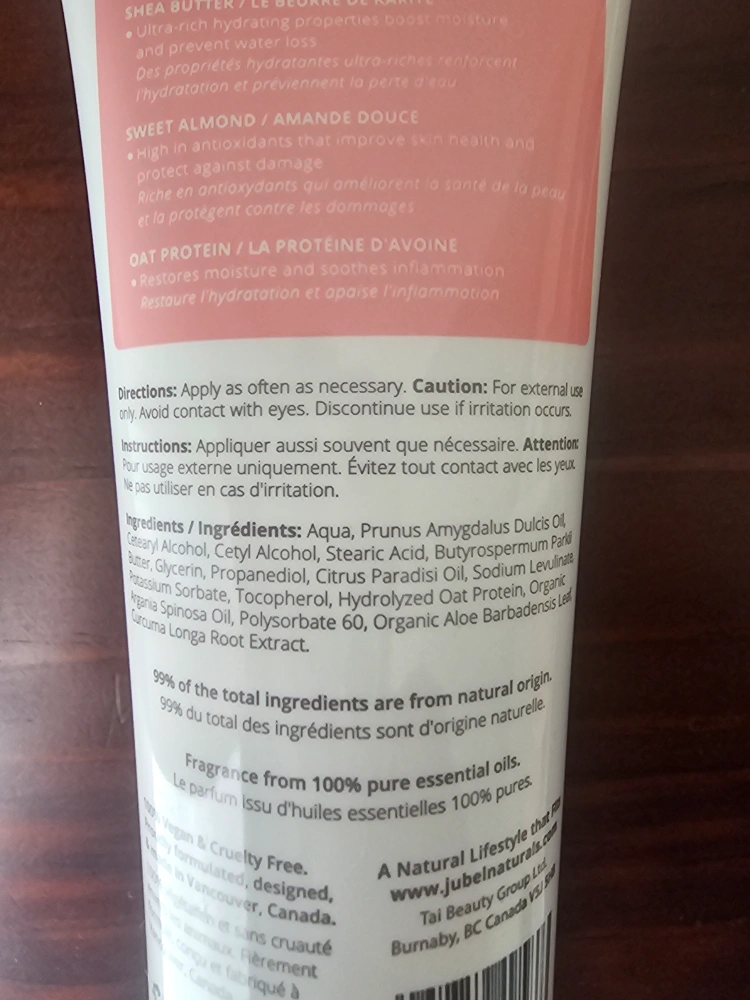 SHEA BUTTER / LE BEURRE DE KARITÉ
• Ultra-rich hydrating properties boost moisture
and prevent water loss
Des propriétés hydratantes ultra-riches renforcent
l'hydratation et préviennent la perte d'eau
SWEET ALMOND / AMANDE DOUCE
• High in antioxidants that improve skin health and
protect against damage
Riche en antioxydants qui améliorent la santé de la peau
et la protègent contre les dommages
OAT PROTEIN / LA PROTÉINE D'AVOINE
• Restores moisture and soothes inflammation
Restaure l'hydratation et apaise l'inflammation
Directions: Apply as often as necessary. Caution: For external use
only. Avoid contact with eyes. Discontinue use if irritation occurs.
Instructions: Appliquer aussi souvent que nécessaire. Attention:
Pour usage externe uniquement. Évitez tout contact avec les yeux.
Ne pas utiliser en cas d'irritation.
Ingredients / Ingrédients: Aqua, Prunus Amygdalus Dulcis Oil,
Cetearyl Alcohol, Cetyl Alcohol, Stearic Acid, Butyrospermum Parkii
Butter, Glycerin, Propanediol, Citrus Paradisi Oil, Sodium Levulinate,
Potassium Sorbate, Tocopherol, Hydrolyzed Oat Protein, Organic
Argania Spinosa Oil, Polysorbate 60, Organic Aloe Barbadensis Leaf,
Curcuma Longa Root Extract.
99% of the total ingredients are from natural origin.
99% du total des ingrédients sont d'origine naturelle.
Fragrance from 100% pure essential oils.
Le parfum Issu d'huiles essentielles 100% pures.
100% Vegan & Cruelty Free.
formulated, designed,
& made in Vancouver, Canada.
et sans cruauté
animaux. Fièrement
conçu et fabriqué à
Canada.
A Natural Lifestyle that
www.jubelnaturals.com
Tai Beauty Group Ltd.
Burnaby, BC Canada V5J